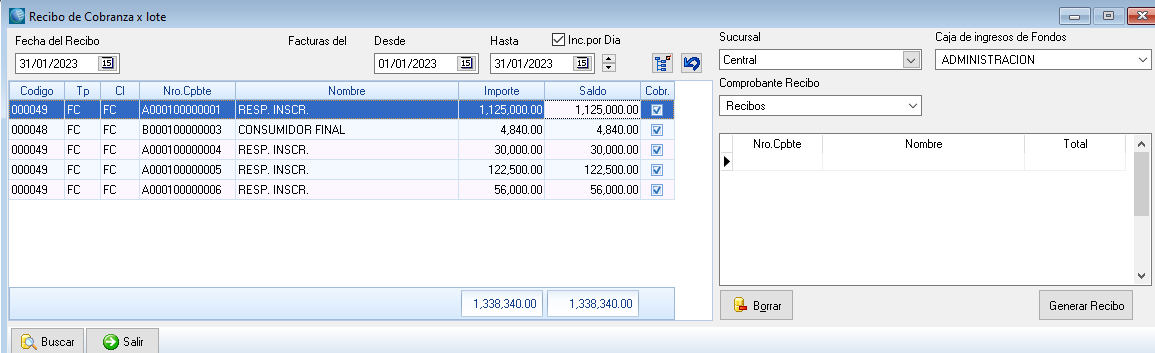 Recibo de Cobranza x lote
Fecha del Recibo Facturas del Desde Hasta Inc.por Dia
31/01/2023 15 01/01/2023 15 31/01/2023 15
Codigo Tp Cl Nro.Cpbte Nombre Importe Saldo Cobr.
000049 FC FC A000100000001 RESP. INSCR. 1,125,000.00 1,125,000.00
000048 FC FC B000100000003 CONSUMIDOR FINAL 4,840.00 4,840.00
000049 FC FC A000100000004 RESP. INSCR. 30,000.00 30,000.00
000049 FC FC A000100000005 RESP. INSCR. 122,500.00 122,500.00
000049 FC FC A000100000006 RESP. INSCR. 56,000.00 56,000.00
1,338,340.00 1,338,340.00
Buscar Salir
Sucursal Caja de ingresos de Fondos
Central ADMINISTRACION
Comprobante Recibo
Recibos
Nro.Cpbte Nombre Total
Borrar Generar Recibo